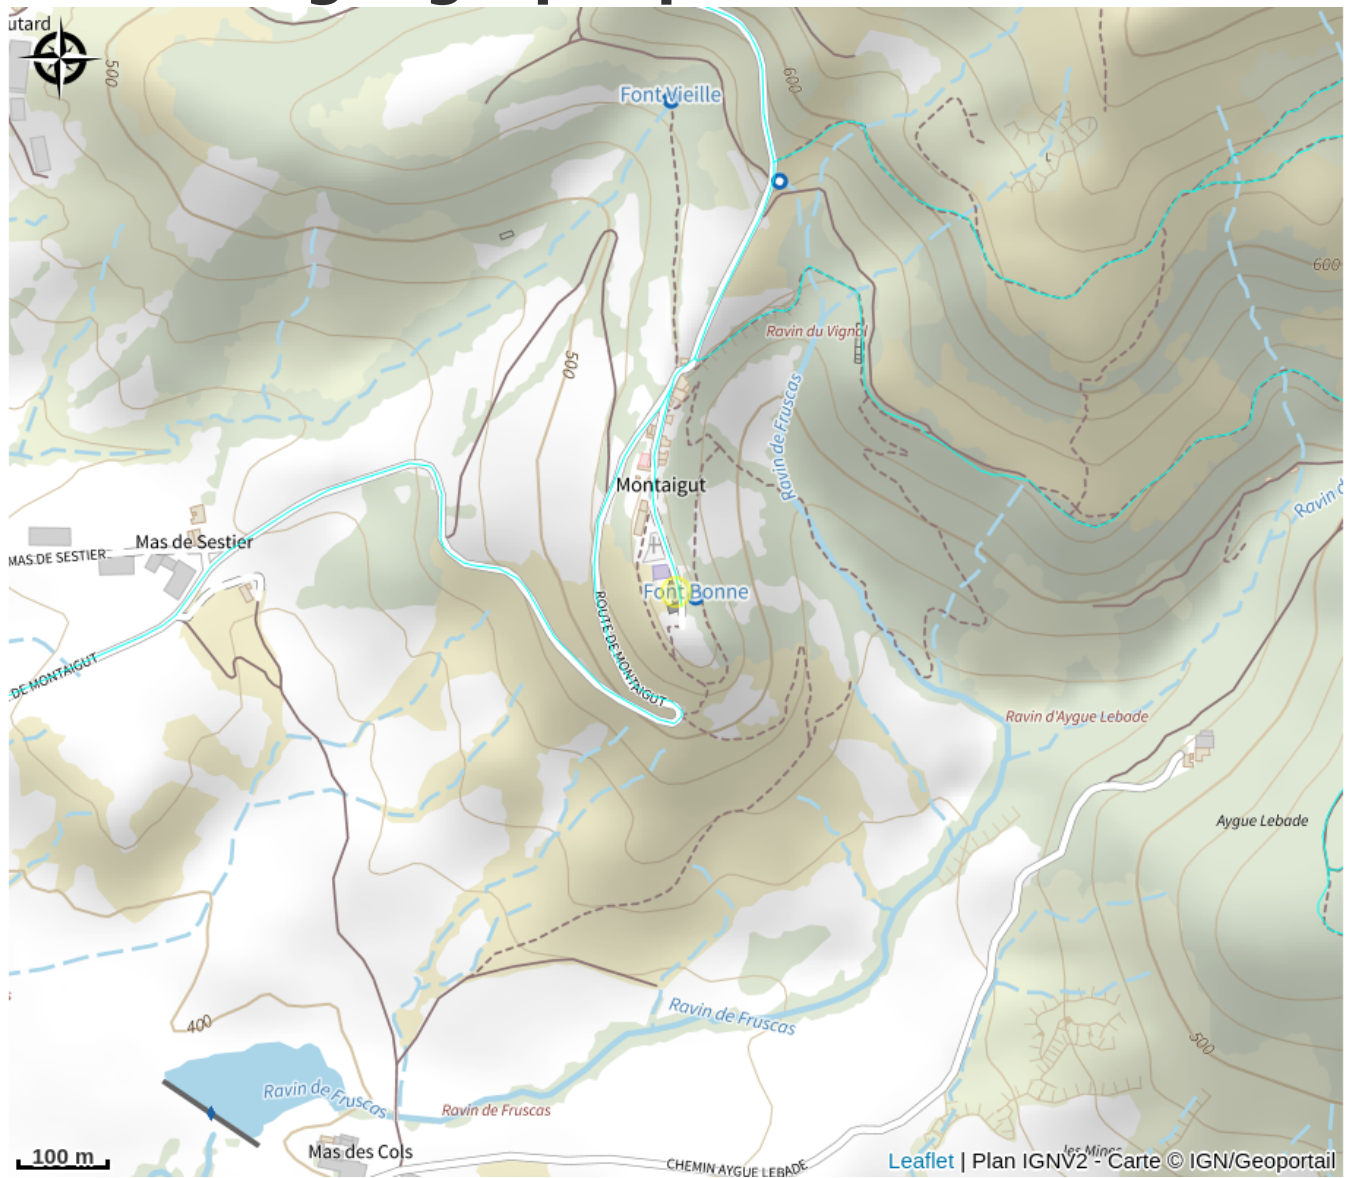 utard
500
Font Vieille
600
600
Ravin du Vignal
500
Ravin de Fruscas
Montaigut
Mas de Sestier
MAS DE SESTIER
Font Bonne
ROUTE DE MONTAIGUT
DE MONTAIGUT
Ravin d'Aygue Lebade
Aygue Lebade
Ravin de Fruscas
400
500
Ravin de Fruscas
Ravin de Fruscas
Mas des Cols
les Mines
CHEMIN AYGUE LEBADE
100 m
Leaflet | Plan IGNV2 - Carte © IGN/Geoportail